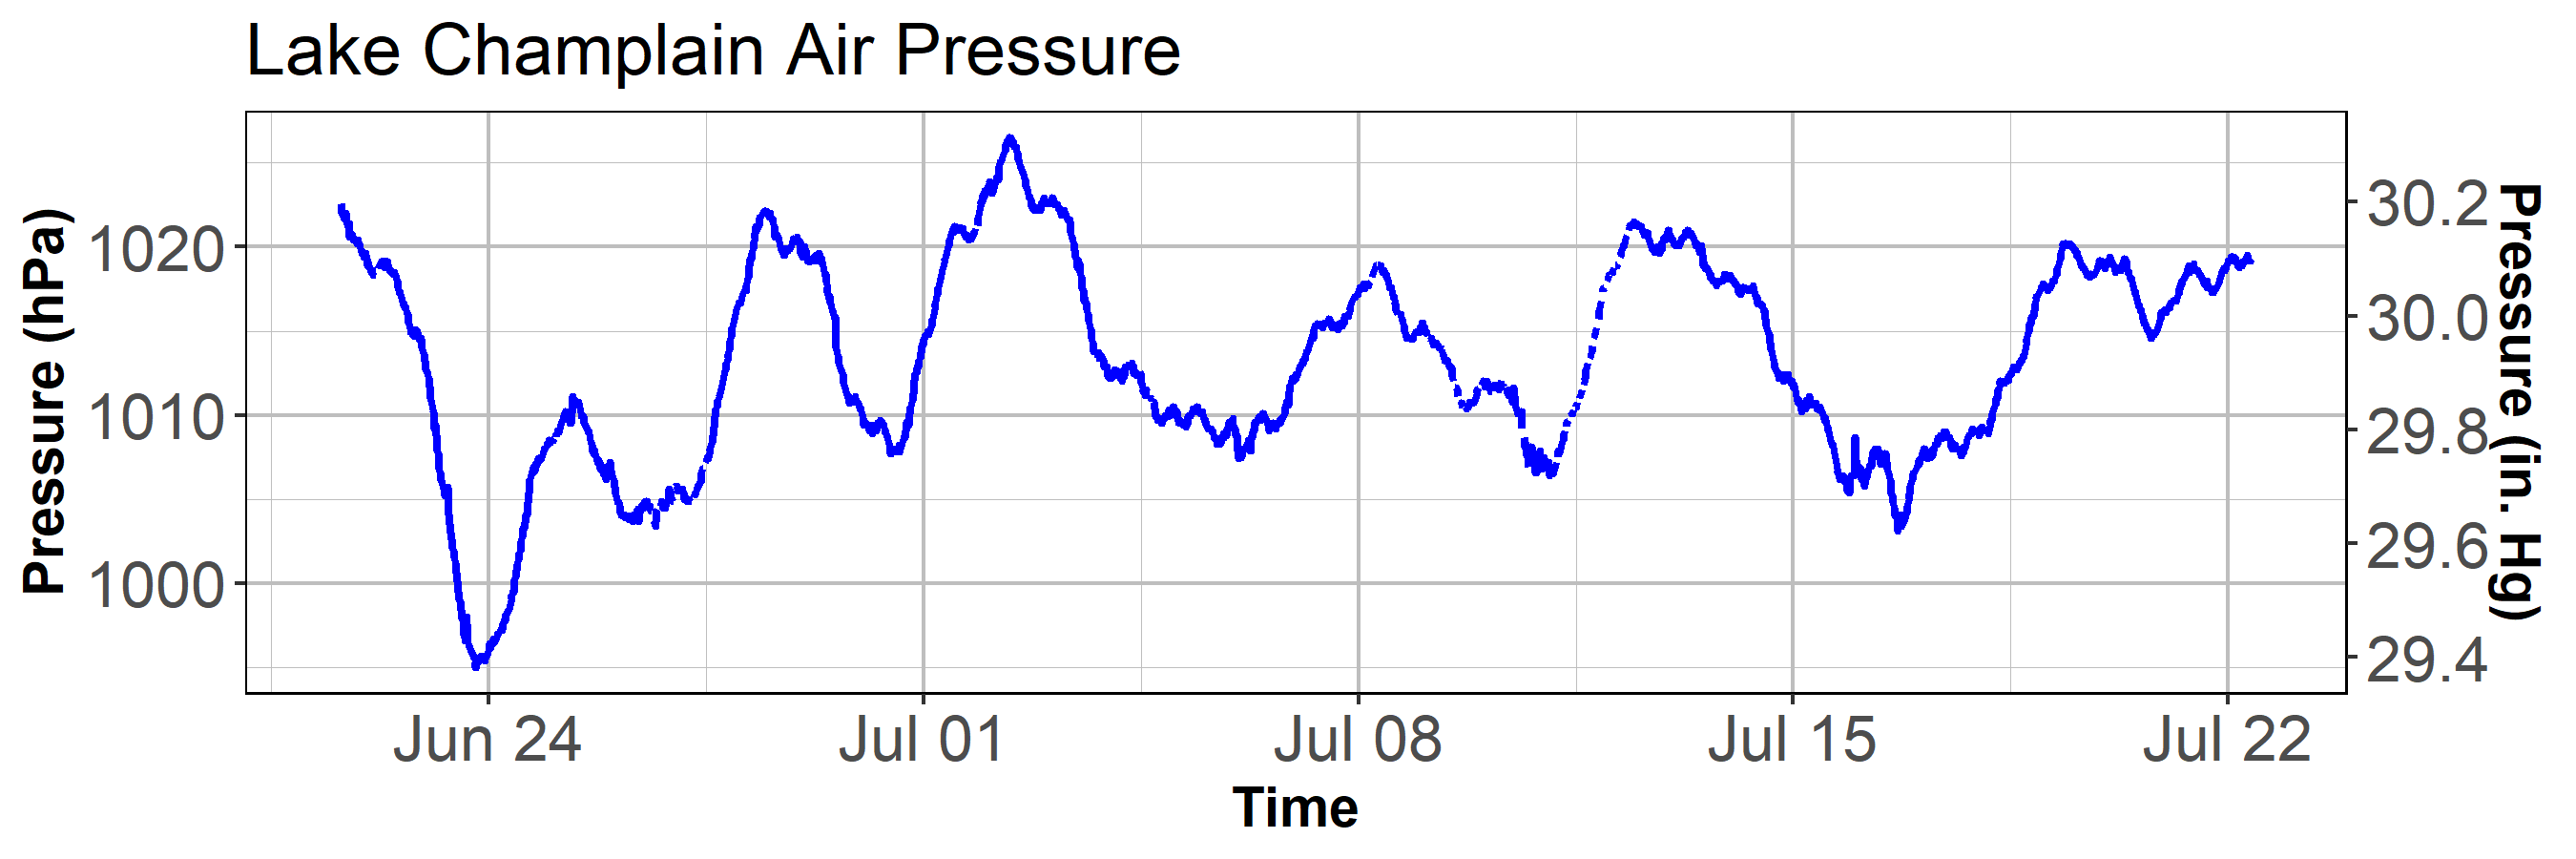 Lake Champlain Air Pressure
Pressure (hPa)
1020
1010
1000
30.2
30.0
29.8
29.6
29.4
Pressure (in. Hg)
Jun 24
Jul 01
Jul 08
Jul 15
Jul 22
Time